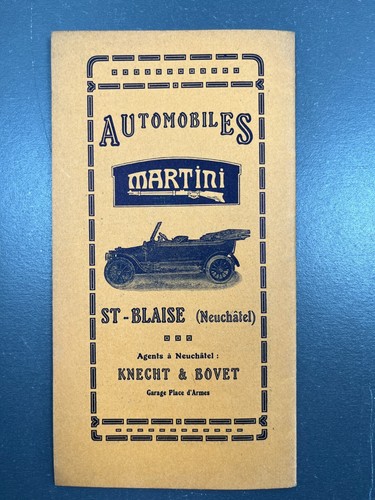 AUTOMOBILES
MARTINI
ST-BLAISE (Neuchâtel)
Agents à Neuchâtel :
KNECHT & BOVET
Garage Place d'Armes